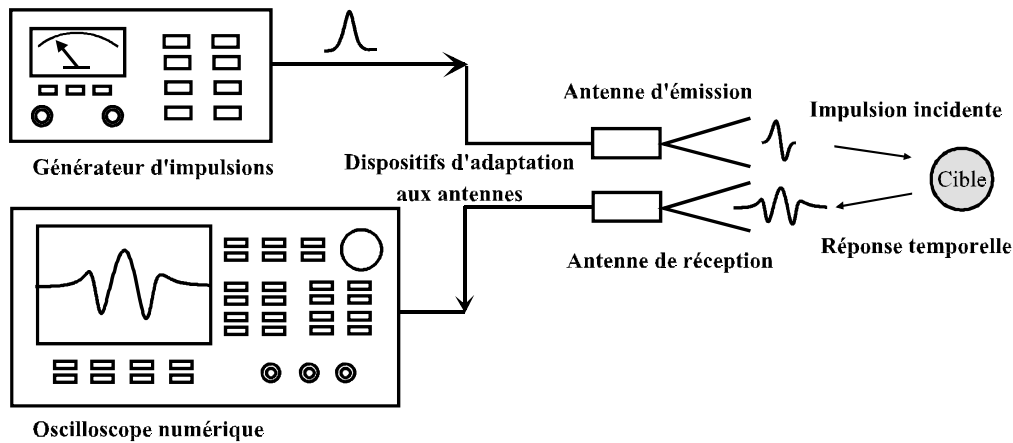 Antenne d'émission
Impulsion incidente
Générateur d'impulsions
Dispositifs d'adaptation
aux antennes
Cible
Réponse temporelle
Antenne de réception
Oscilloscope numérique